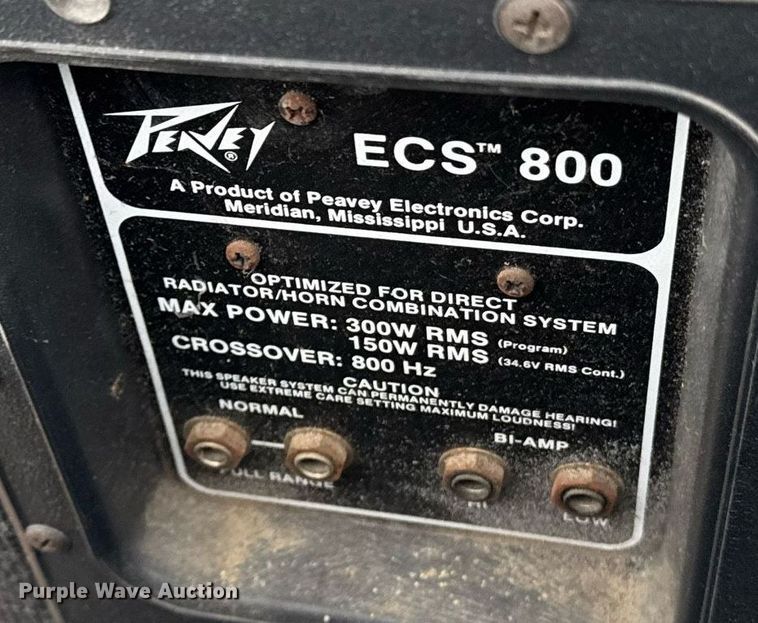 PEAVEY®
ECS™ 800
A Product of Peavey Electronics Corp.
Meridian, Mississippi U.S.A.
OPTIMIZED FOR DIRECT
RADIATOR/HORN COMBINATION SYSTEM
MAX POWER: 300W RMS (Program)
150W RMS (34.6V RMS Cont.)
CROSSOVER: 800 Hz
CAUTION
THIS SPEAKER SYSTEM CAN PERMANENTLY DAMAGE HEARING!
USE EXTREME CARE SETTING MAXIMUM LOUDNESS!
NORMAL
BI-AMP
FULL RANGE
HI
LOW
Purple Wave Auction